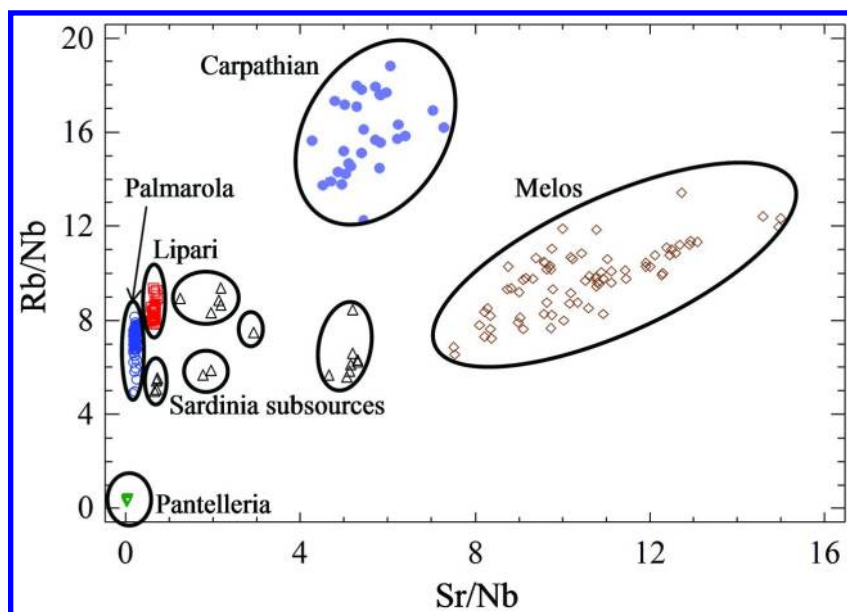 20
Carpathian
16
Palmarola
Melos
Lipari
12
Rb/Nb
8
4
Sardinia subsources
0
Pantelleria
0 4 8 12 16
Sr/Nb